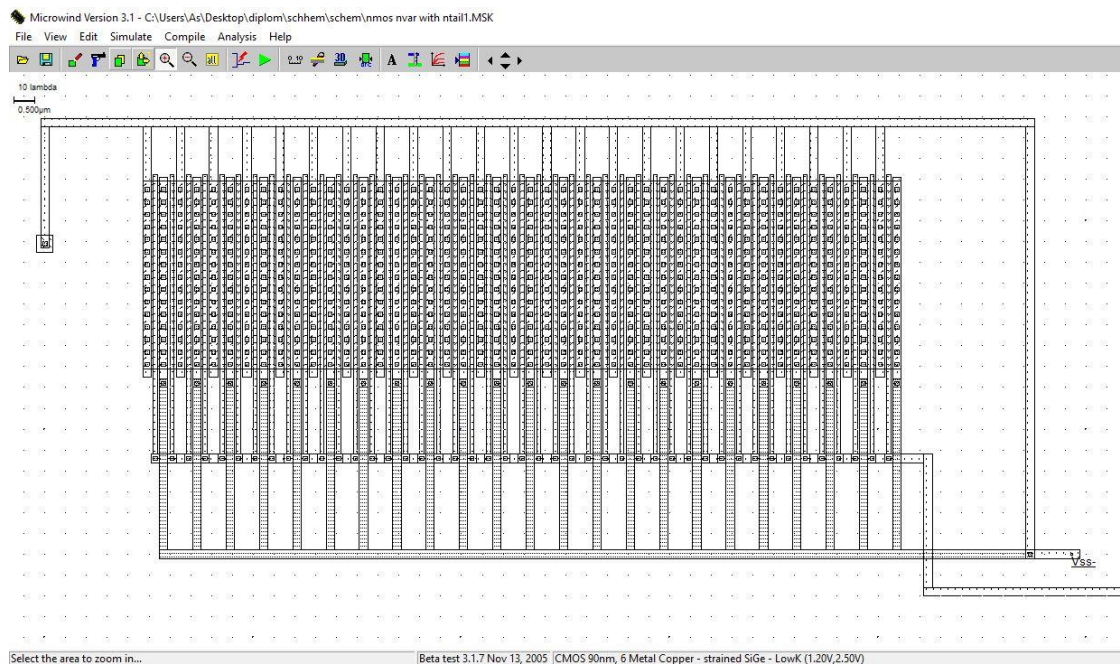 Microwind Version 3.1 - C:\Users\As\Desktop\diplom\schhem\schem\nmos nvar with ntail1.MSK
File View Edit Simulate Compile Analysis Help
A
10 lambda
0.500µm
Vss-
Select the area to zoom in...
Beta test 3.1.7 Nov 13, 2005
CMOS 90nm, 6 Metal Copper - strained SiGe - LowK (1.20V,2.50V)